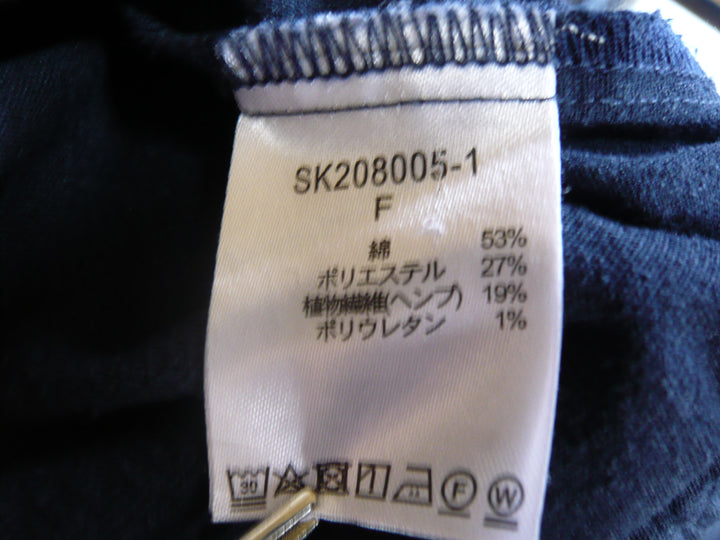 SK208005-1
F
綿 53%
ポリエステル 27%
植物繊維(ヘンプ) 19%
ポリウレタン 1%
30 F W